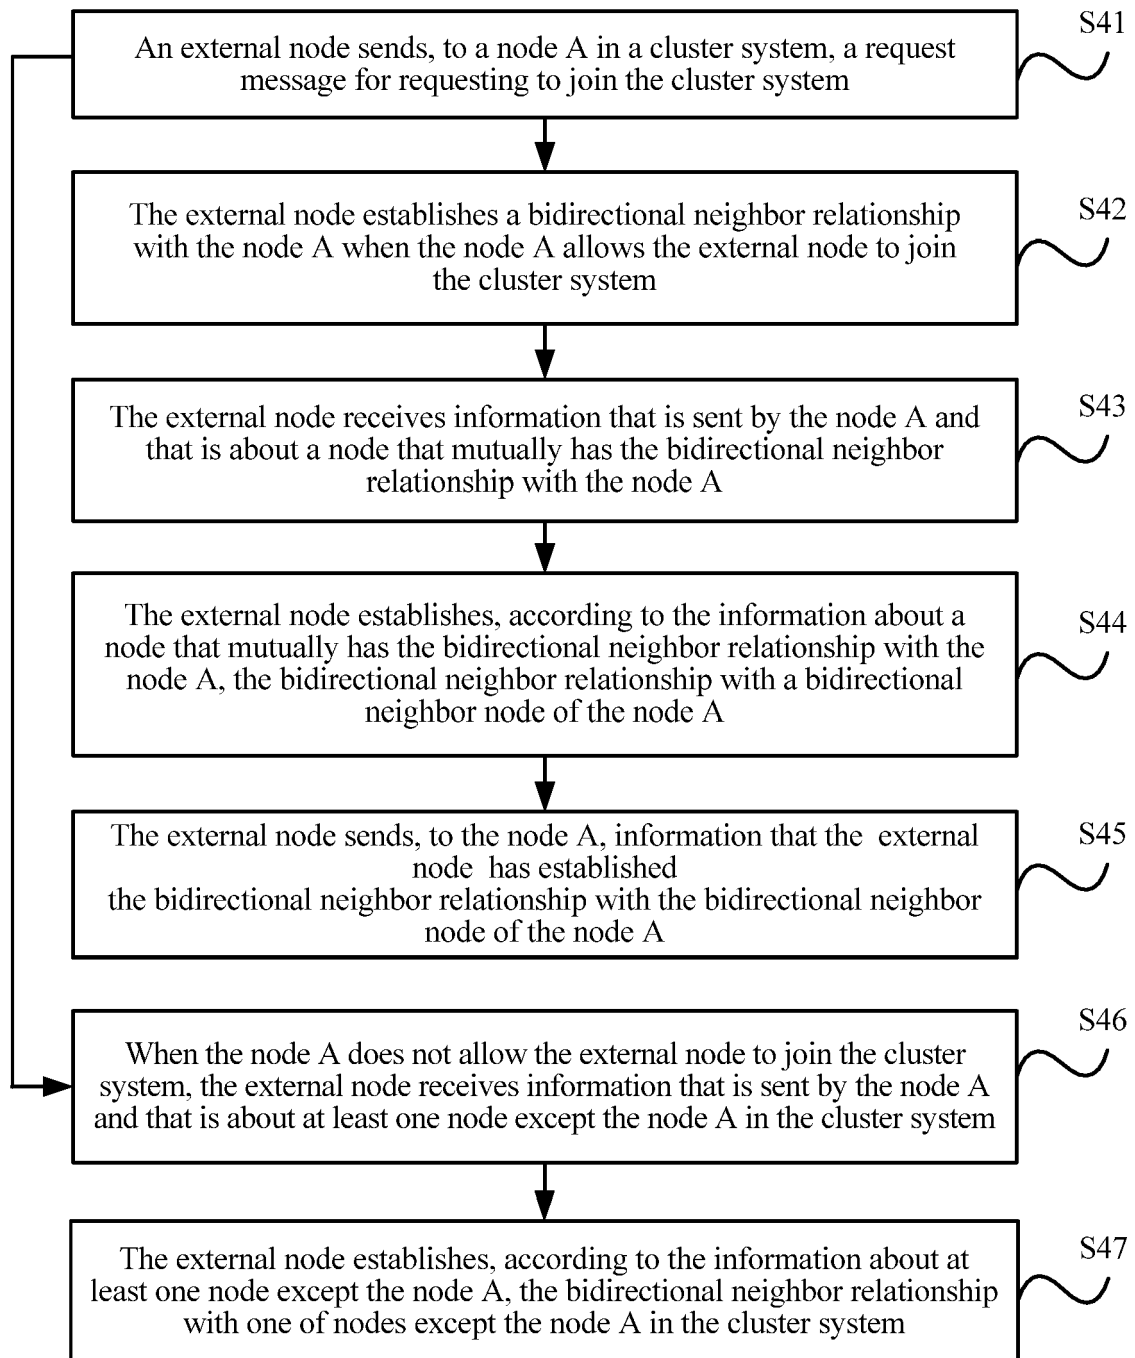 S41
An external node sends, to a node A in a cluster system, a request
message for requesting to join the cluster system
S42
The external node establishes a bidirectional neighbor relationship
with the node A when the node A allows the external node to join
the cluster system
S43
The external node receives information that is sent by the node A and
that is about a node that mutually has the bidirectional neighbor
relationship with the node A
S44
The external node establishes, according to the information about a
node that mutually has the bidirectional neighbor relationship with the
node A, the bidirectional neighbor relationship with a bidirectional
neighbor node of the node A
S45
The external node sends, to the node A, information that the external
node has established
the bidirectional neighbor relationship with the bidirectional neighbor
node of the node A
S46
When the node A does not allow the external node to join the cluster
system, the external node receives information that is sent by the node A
and that is about at least one node except the node A in the cluster system
S47
The external node establishes, according to the information about at
least one node except the node A, the bidirectional neighbor relationship
with one of nodes except the node A in the cluster system